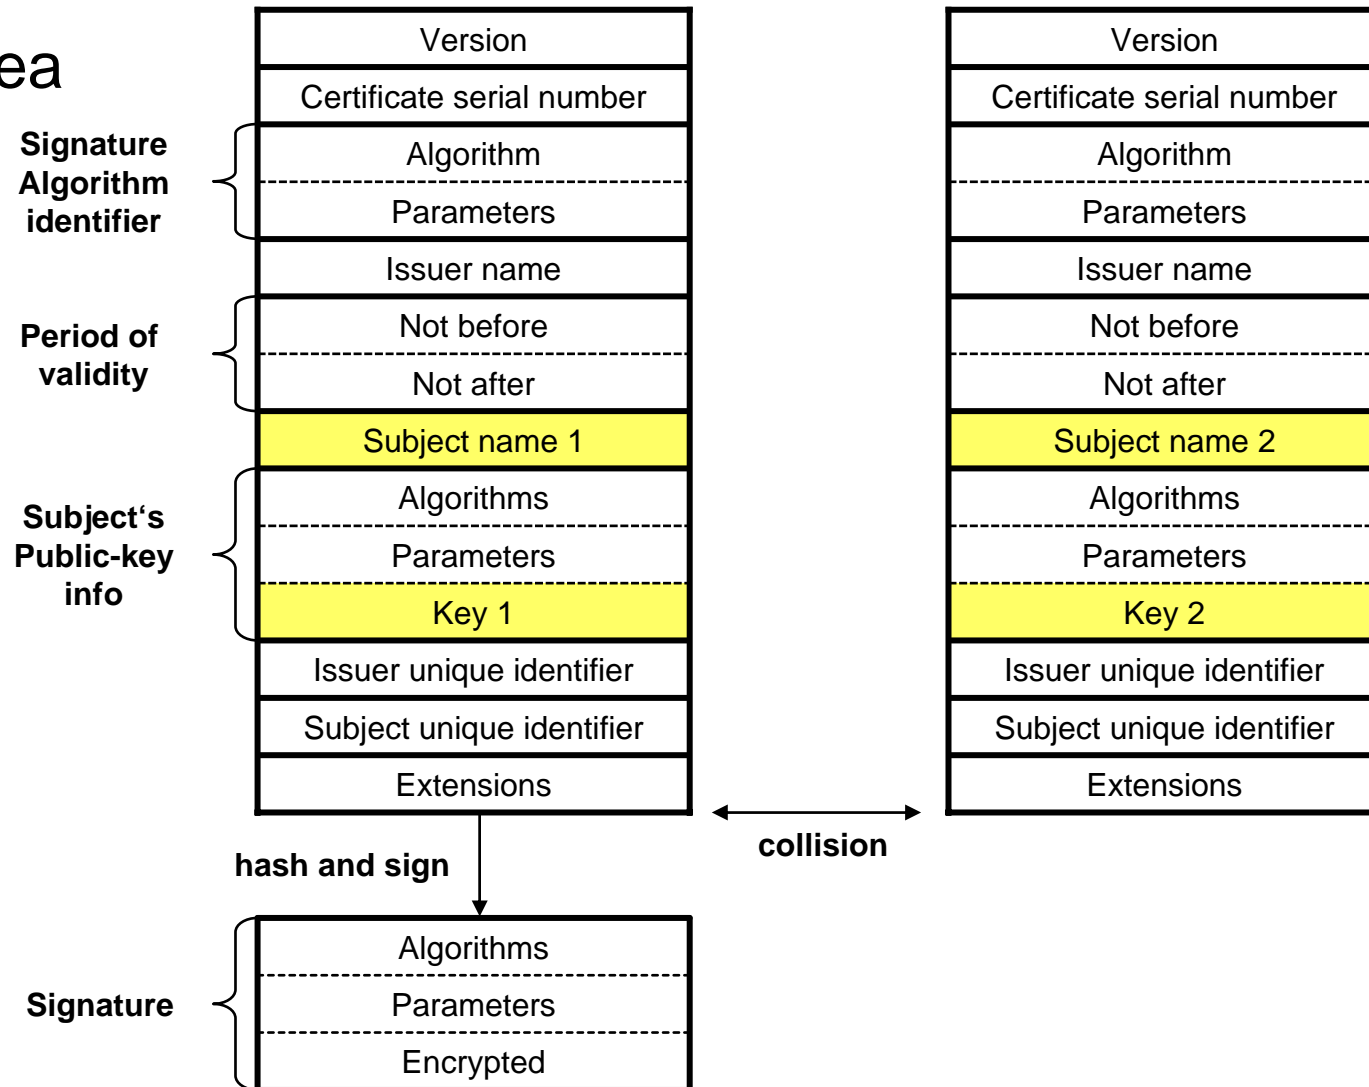 ea
Version
Certificate serial number
Signature
Algorithm
identifier
Algorithm
Parameters
Issuer name
Period of
validity
Not before
Not after
Subject name 1
Subject‘s
Public-key
info
Algorithms
Parameters
Key 1
Issuer unique identifier
Subject unique identifier
Extensions
hash and sign
Signature
Algorithms
Parameters
Encrypted
collision
Version
Certificate serial number
Algorithm
Parameters
Issuer name
Not before
Not after
Subject name 2
Algorithms
Parameters
Key 2
Issuer unique identifier
Subject unique identifier
Extensions